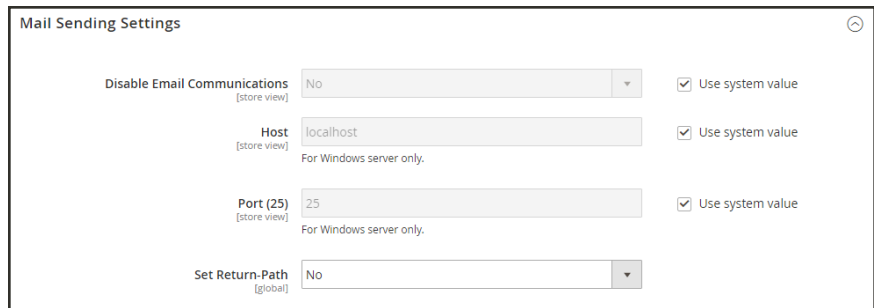 Mail Sending Settings
Disable Email Communications No Use system value
[store view]
Host localhost Use system value
[store view]
For Windows server only.
Port (25) 25 Use system value
[store view]
For Windows server only.
Set Return-Path No
[global]